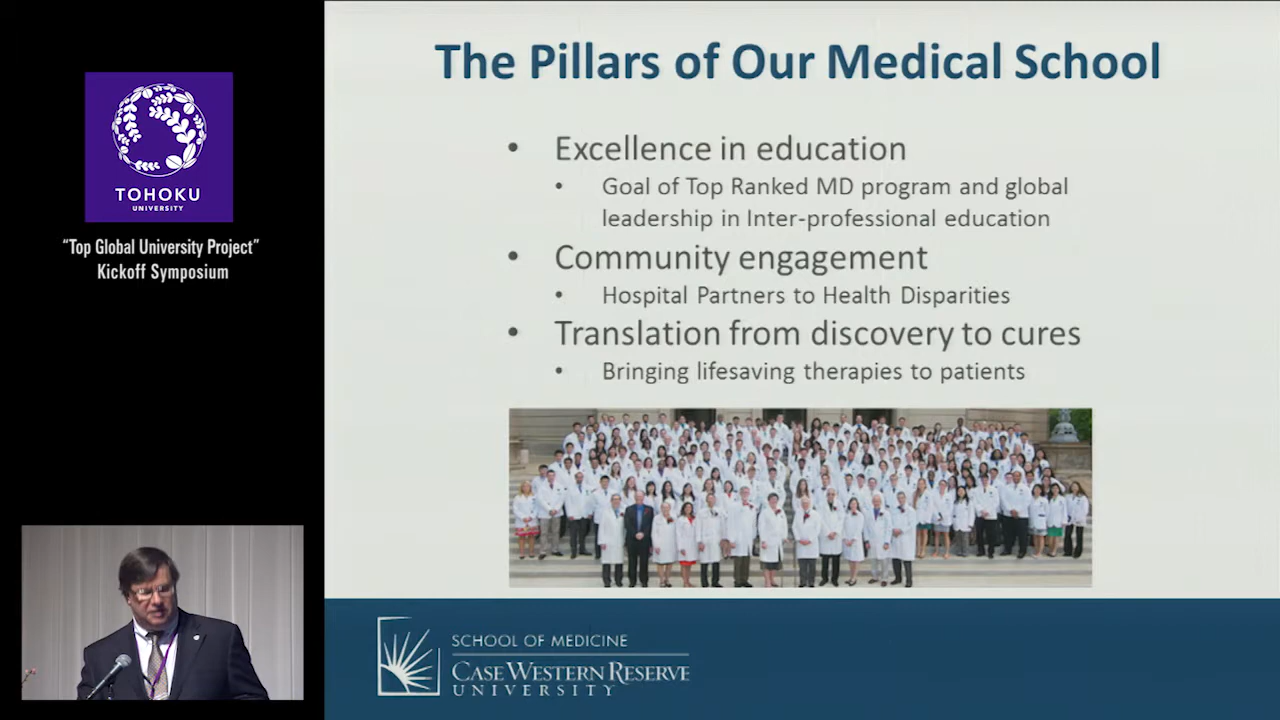 TOHOKU
UNIVERSITY
“Top Global University Project”
Kickoff Symposium
The Pillars of Our Medical School
• Excellence in education
• Goal of Top Ranked MD program and global
leadership in Inter-professional education
• Community engagement
• Hospital Partners to Health Disparities
• Translation from discovery to cures
• Bringing lifesaving therapies to patients
SCHOOL OF MEDICINE
CASE WESTERN RESERVE
UNIVERSITY